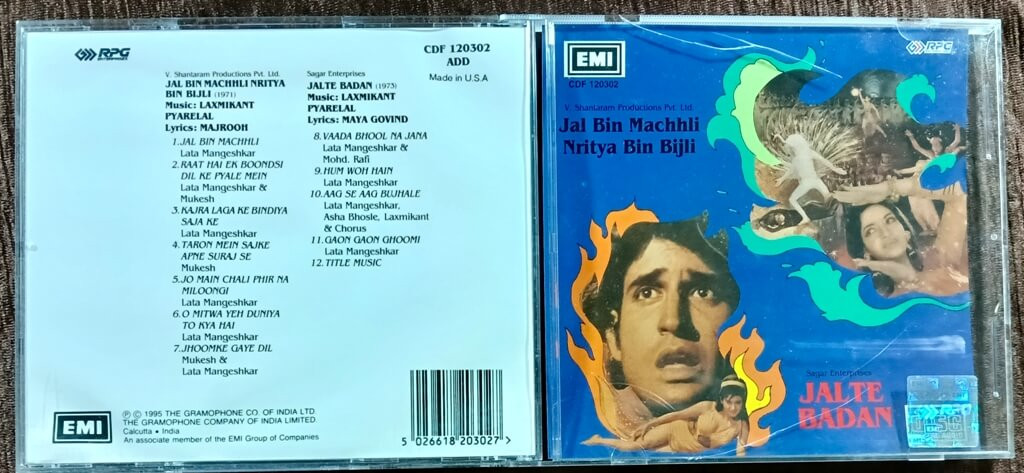 RPG
ENTERPRISES
CDF 120302
ADD
Made in U.S.A
V. Shantaram Productions Pvt. Ltd.
JAL BIN MACHHLI NRITYA
BIN BIJLI (1971)
Music: LAXMIKANT
PYARELAL
Lyrics: MAJROOH
1.JAL BIN MACHHLI
Lata Mangeshkar
2.RAAT HAI EK BOONDSI
DIL KE PYALE MEIN
Lata Mangeshkar &
Mukesh
3. KAJRA LAGA KE BINDIYA
SAJA KE
Lata Mangeshkar
4. TARON MEIN SAJKE
APNE SURAJ SE
Mukesh
5.JO MAIN CHALI PHIR NA
MILOONGI
Lata Mangeshkar
6.O MITWA YEH DUNIYA
TO KYA HAI
Lata Mangeshkar
7.JHOOMKE GAYE DIL
Mukesh &
Lata Mangeshkar
Sagar Enterprises
JALTE BADAN (1973)
Music: LAXMIKANT
PYARELAL
Lyrics: MAYA GOVIND
8.VAADA BHOOL NA JANA
Lata Mangeshkar &
Mohd. Rafi
9.HUM WOH HAIN
Lata Mangeshkar
10.AAG SE AAG BUJHALE
Lata Mangeshkar,
Asha Bhosle, Laxmikant
& Chorus
11.GAON GAON GHOOMI
Lata Mangeshkar
12.TITLE MUSIC
EMI
℗ © 1995 THE GRAMOPHONE CO. OF INDIA LTD.
THE GRAMOPHONE COMPANY OF INDIA LIMITED.
Calcutta • India
An associate member of the EMI Group of Companies
5 026618 203027>
EMI
CDF 120302
RPG
V. Shantaram Productions Pvt. Ltd.
Jal Bin Machhli
Nritya Bin Bijli
Sagar Enterprises
JALTE
BADAN
RPG